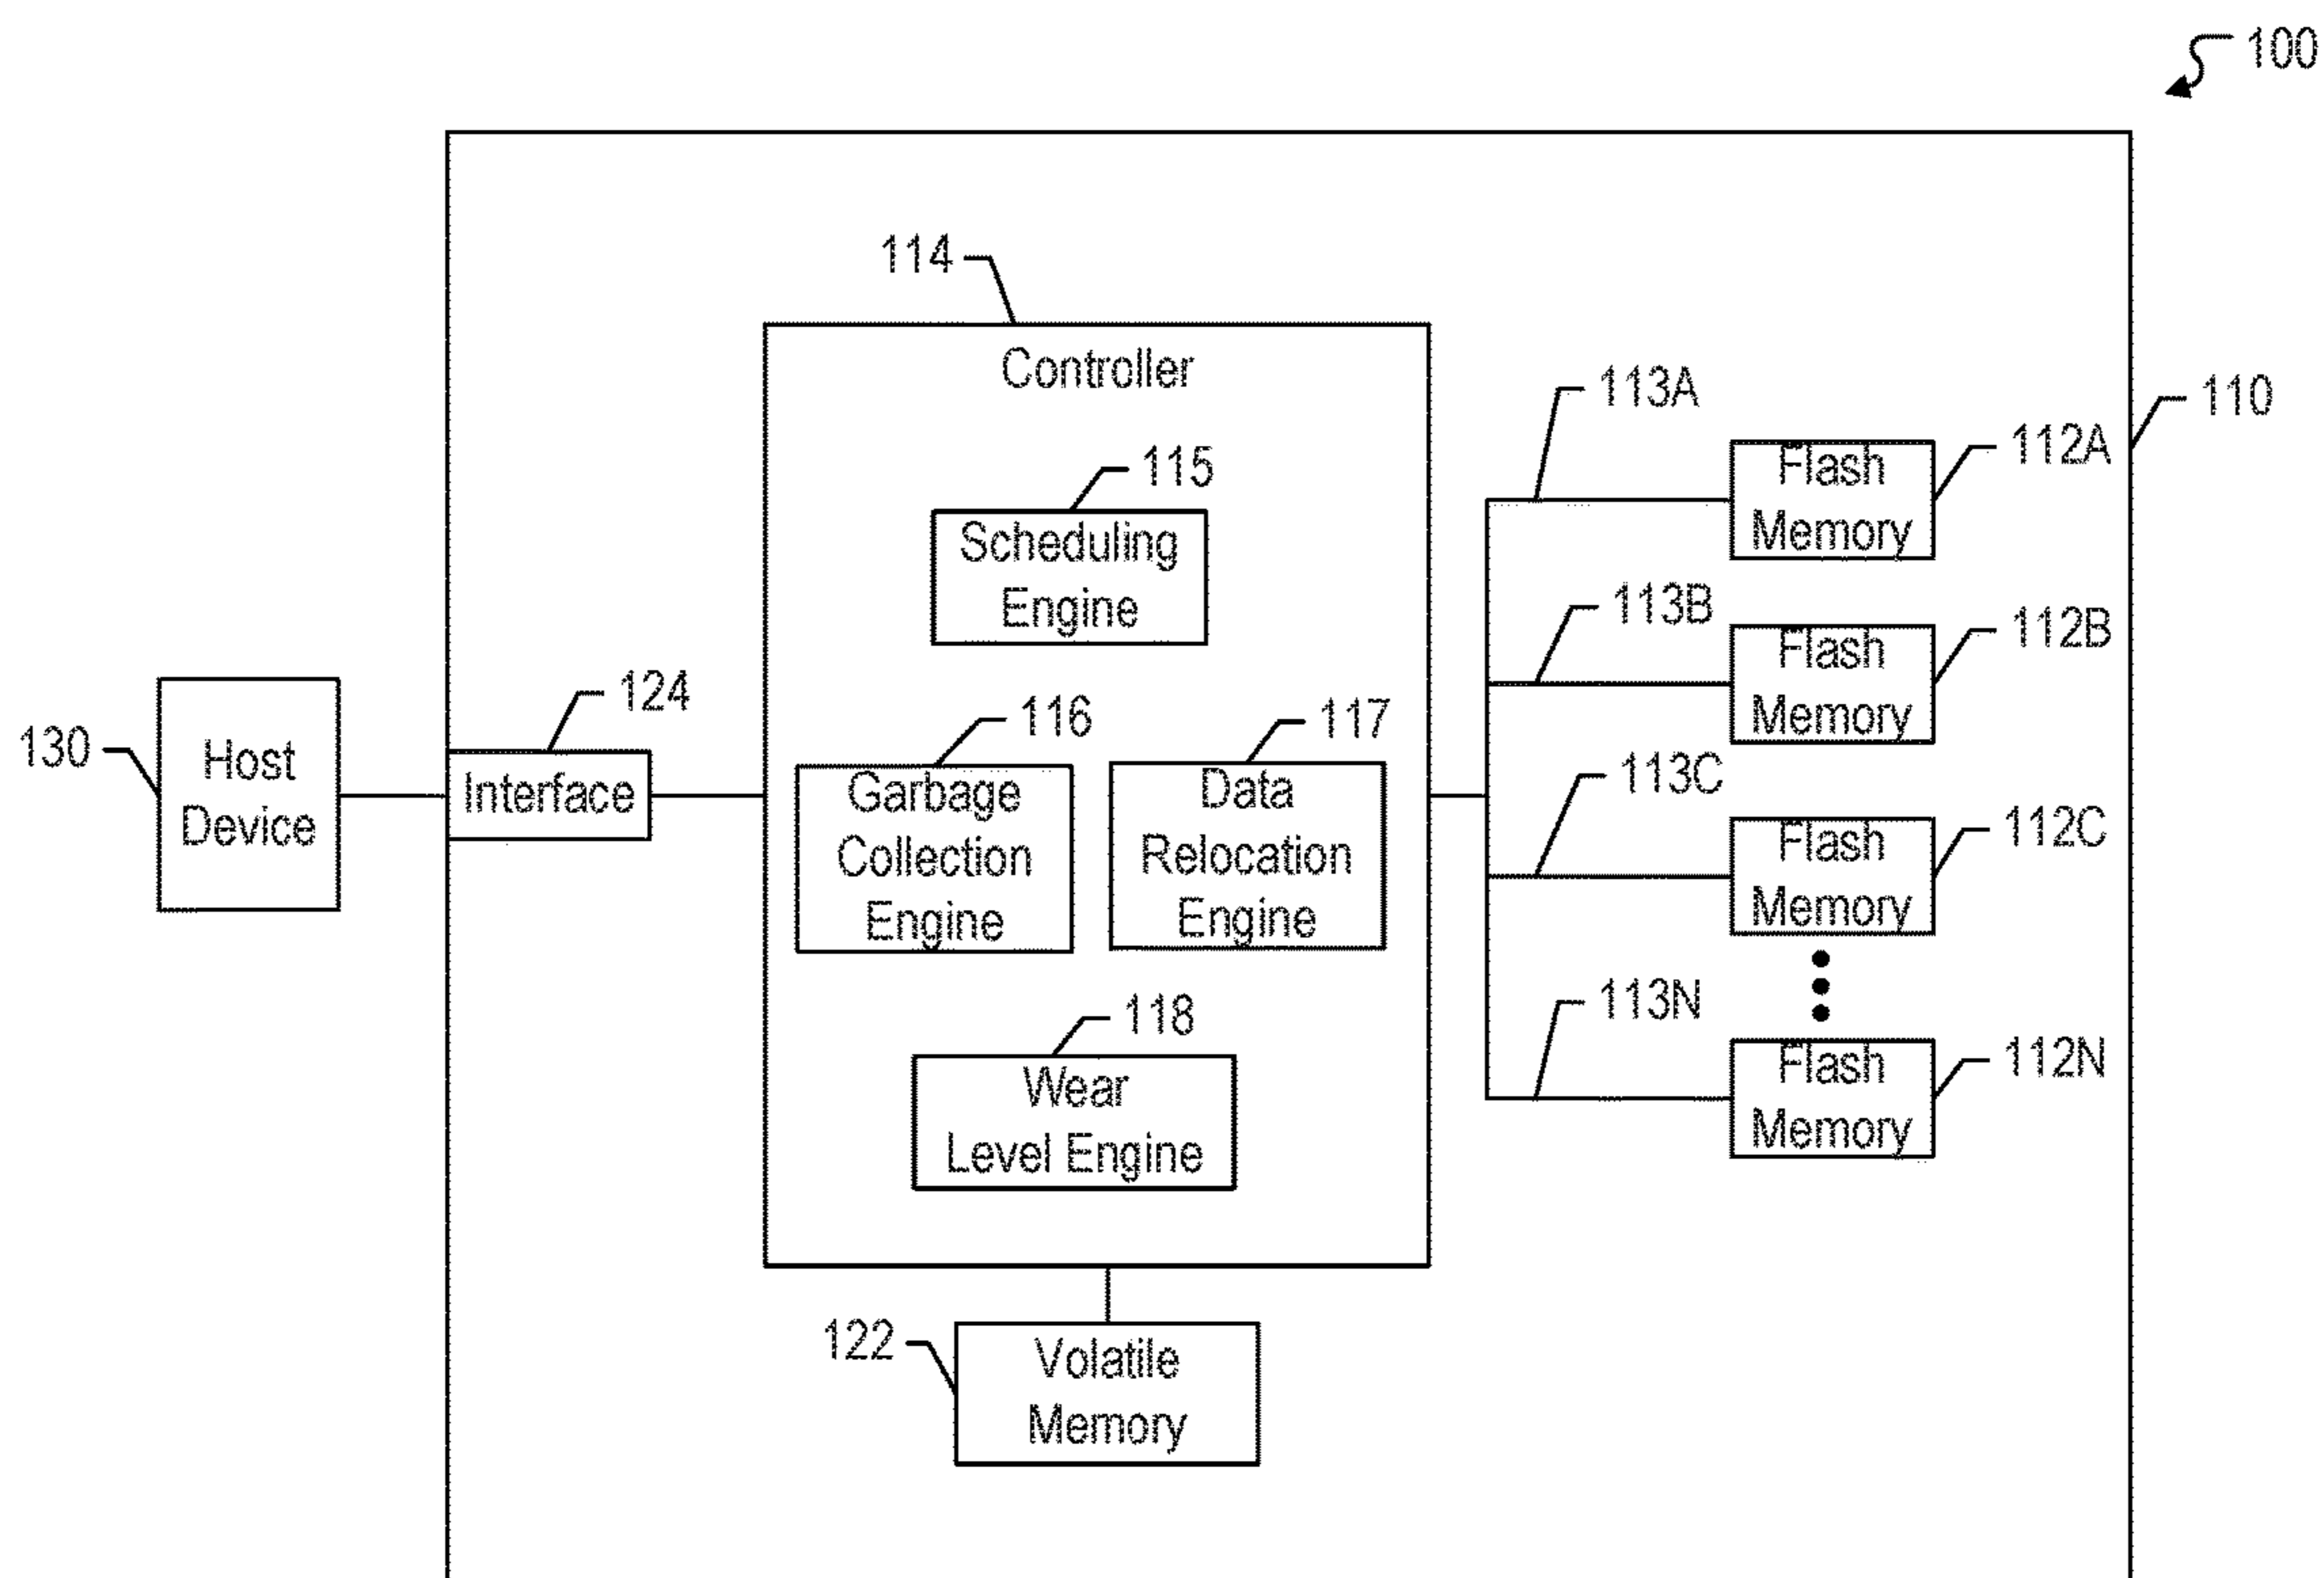 100
114
Controller
113A
110
112A
Flash
Memory
115
Scheduling
Engine
113B
112B
Flash
Memory
124
130
Host
Device
Interface
116
Garbage
Collection
Engine
117
Data
Relocation
Engine
113C
112C
Flash
Memory
113N
112N
Flash
Memory
118
Wear
Level Engine
122
Volatile
Memory